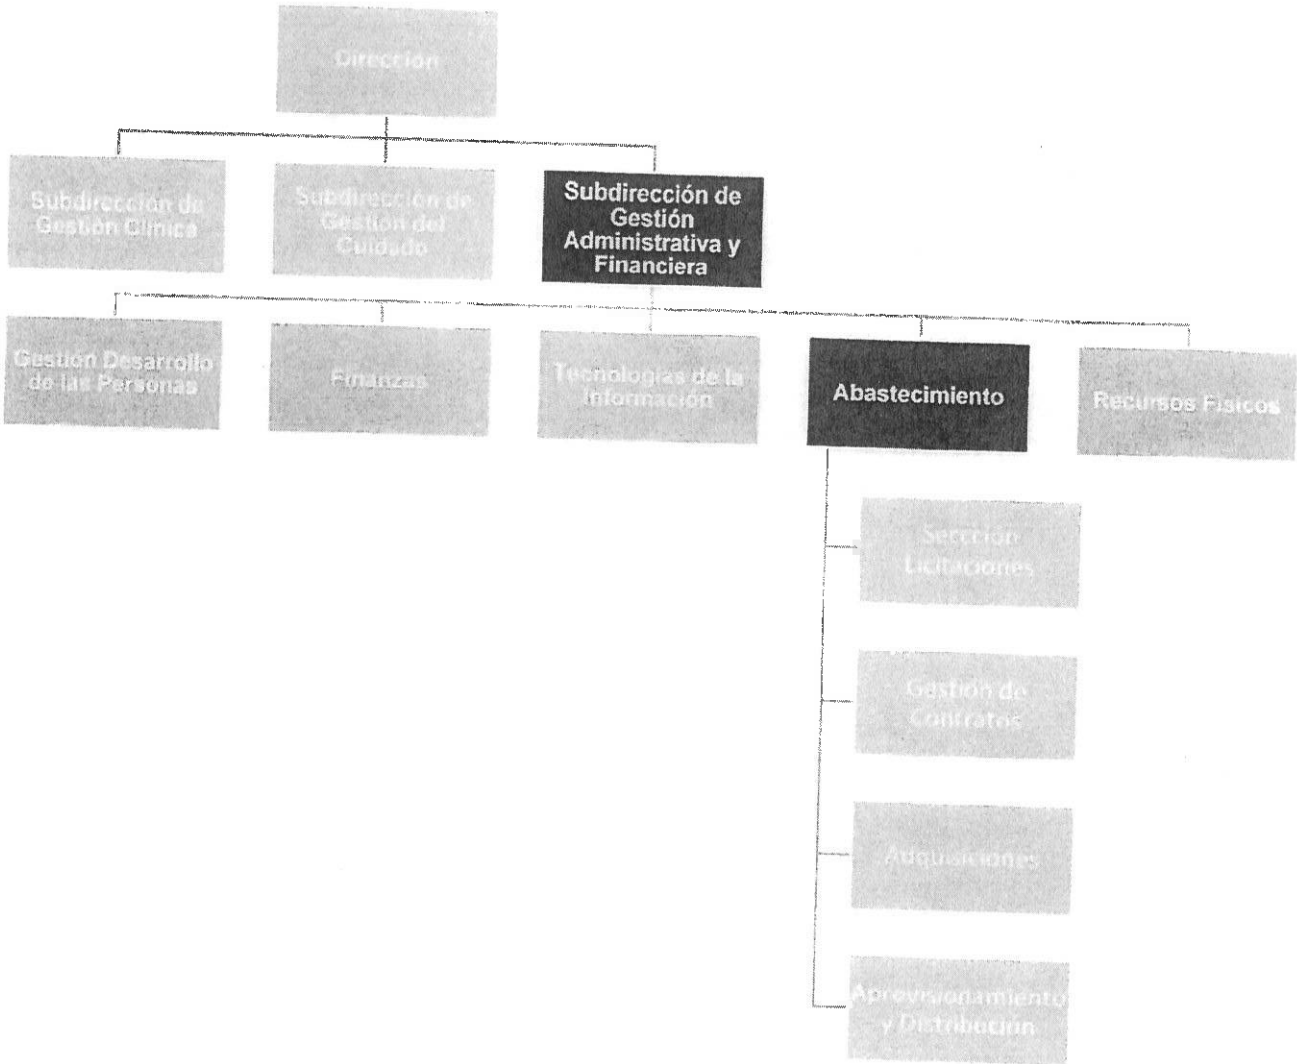 Dirección
Subdirección de
Gestión Clínica
Subdirección de
Gestión del
Cuidado
Subdirección de
Gestión
Administrativa y
Financiera
Gestión Desarrollo
de las Personas
Finanzas
Tecnologías de la
Información
Abastecimiento
Recursos Físicos
Seccción
Licitaciones
Gestión de
Contratos
Adquisiciones
Aprovisionamiento
y Distribución